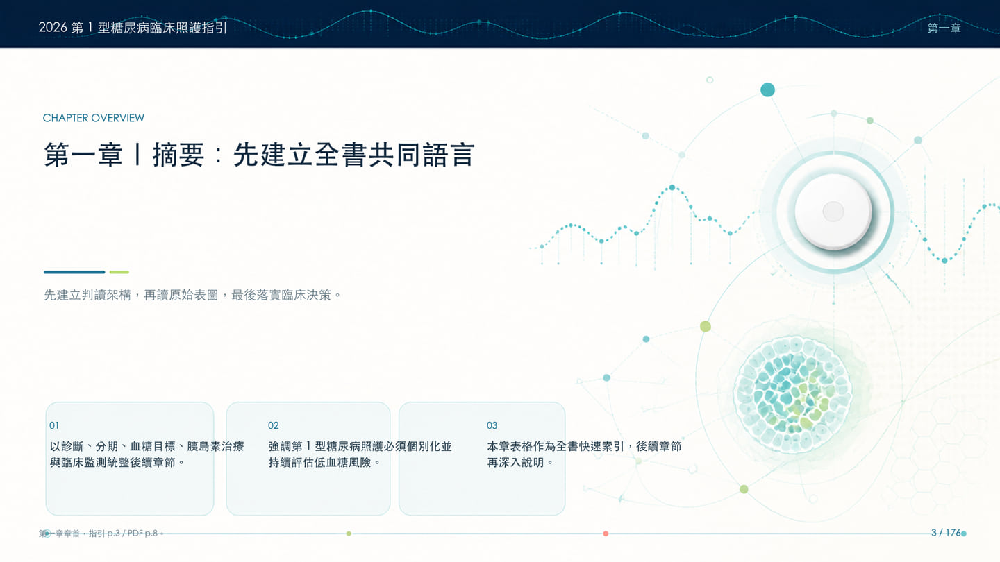 2026 第 1 型糖尿病臨床照護指引
第一章
CHAPTER OVERVIEW
第一章｜摘要：先建立全書共同語言
先建立判讀架構，再讀原始表圖，最後落實臨床決策。
01
以診斷、分期、血糖目標、胰島素治療
與臨床監測統整後續章節。
02
強調第 1 型糖尿病照護必須個別化並
持續評估低血糖風險。
03
本章表格作為全書快速索引，後續章節
再深入說明。
第一章章首，指引 p.3 / PDF p.8。
3 / 176